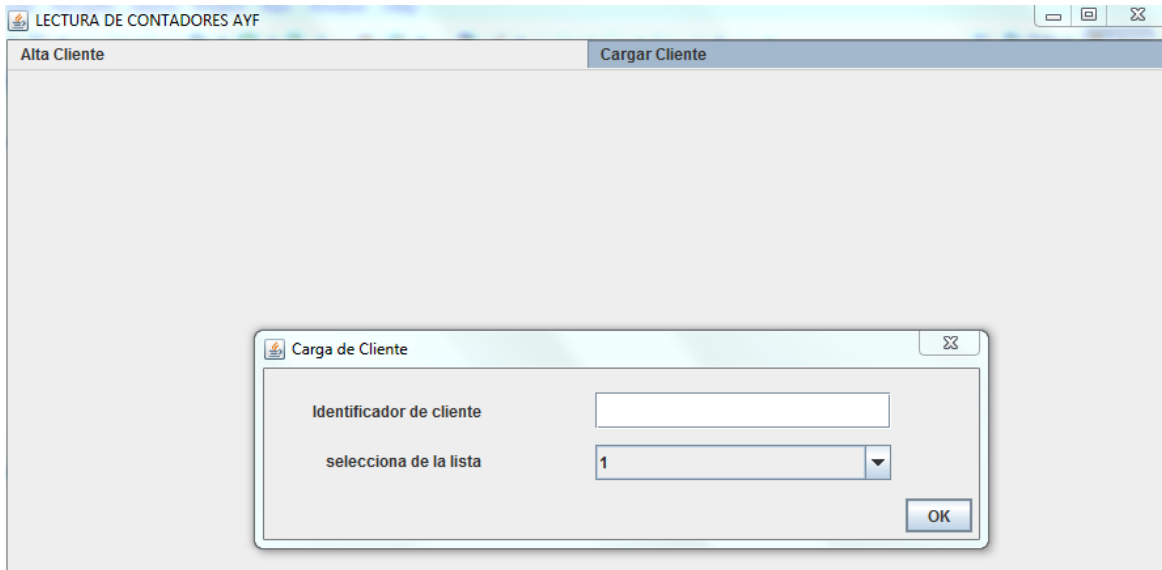 LECTURA DE CONTADORES AYF
Alta Cliente
Cargar Cliente
Carga de Cliente
Identificador de cliente
selecciona de la lista
1
OK